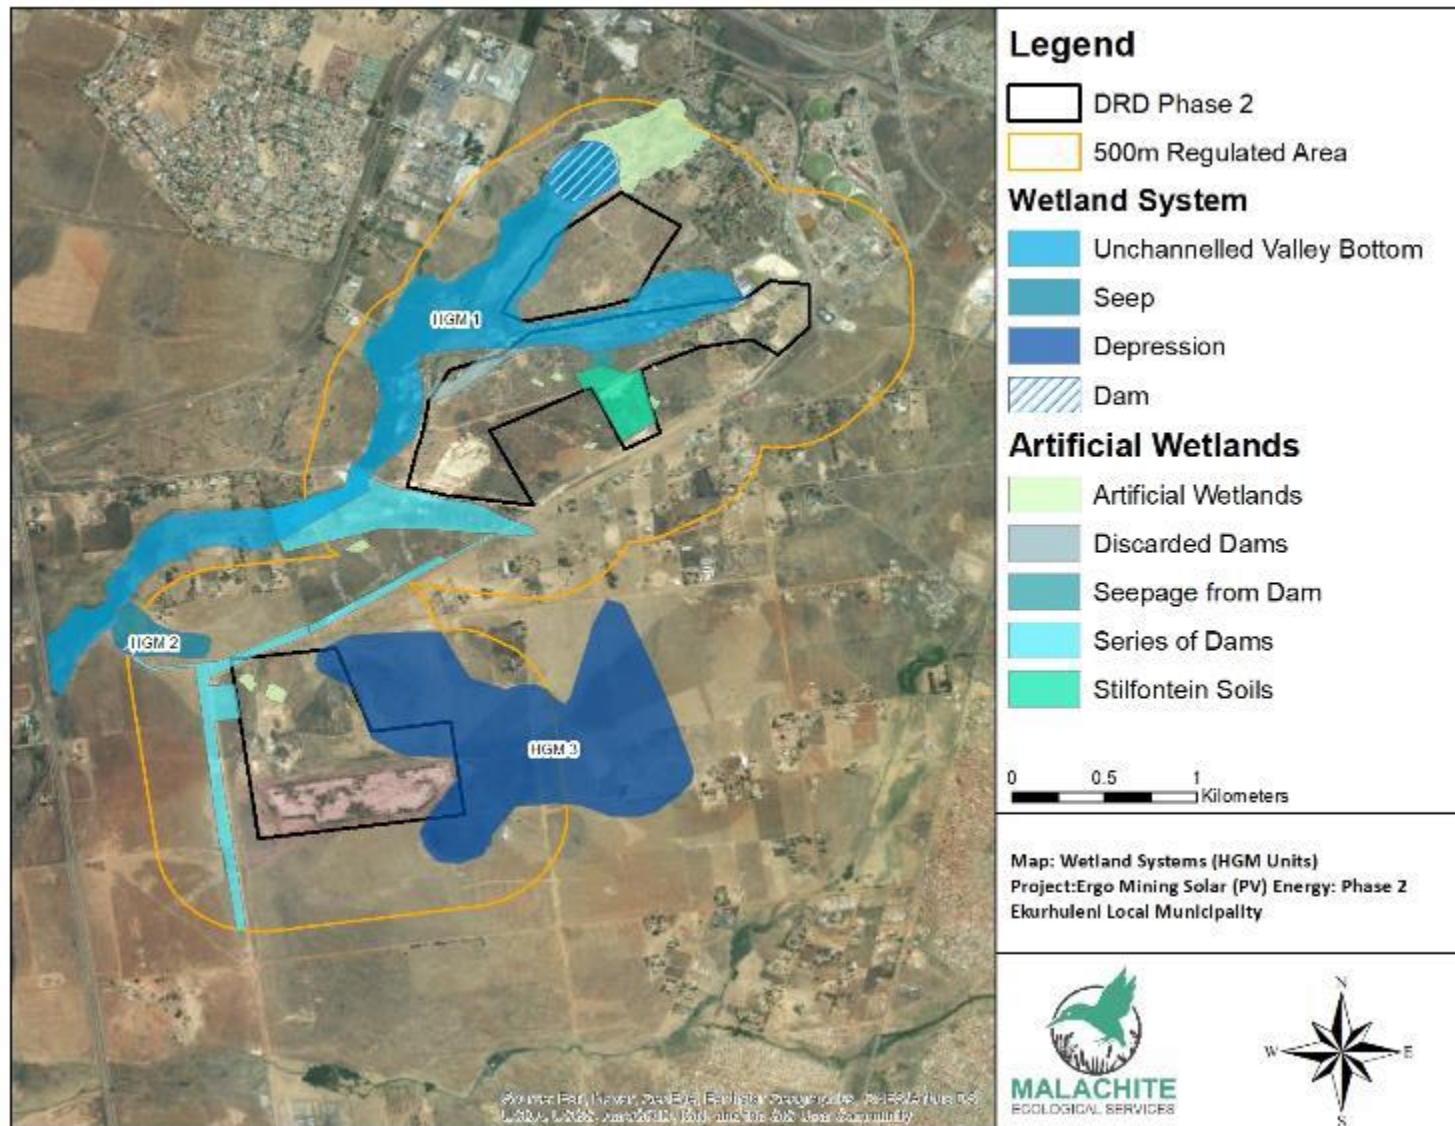 Legend
DRD Phase 2
500m Regulated Area
Wetland System
Unchannelled Valley Bottom
Seep
Depression
Dam
Artificial Wetlands
Artificial Wetlands
Discarded Dams
Seepage from Dam
Series of Dams
Stilfontein Soils
0 0.5 1
Kilometers
Map: Wetland Systems (HGM Units)
Project:Ergo Mining Solar (PV) Energy: Phase 2
Ekurhuleni Local Municipality
MALACHITE
ECOLOGICAL SERVICES
N
W E
S
HGM 1
HGM 2
HGM 3